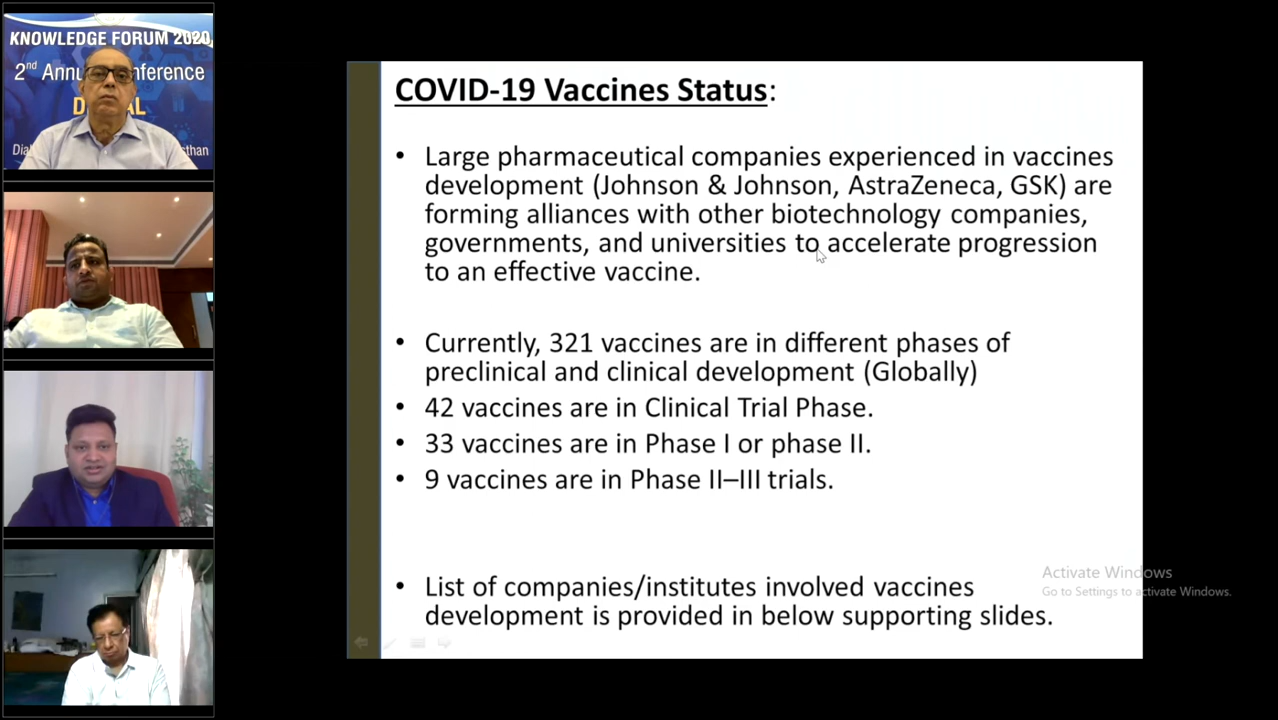 KNOWLEDGE FORUM 2020
2nd Annu Conference
D AL
COVID-19 Vaccines Status:
• Large pharmaceutical companies experienced in vaccines
development (Johnson & Johnson, AstraZeneca, GSK) are
forming alliances with other biotechnology companies,
governments, and universities to accelerate progression
to an effective vaccine.
• Currently, 321 vaccines are in different phases of
preclinical and clinical development (Globally)
• 42 vaccines are in Clinical Trial Phase.
• 33 vaccines are in Phase I or phase II.
• 9 vaccines are in Phase II–III trials.
• List of companies/institutes involved vaccines
development is provided in below supporting slides.
Activate Windows
Go to Settings to activate Windows.